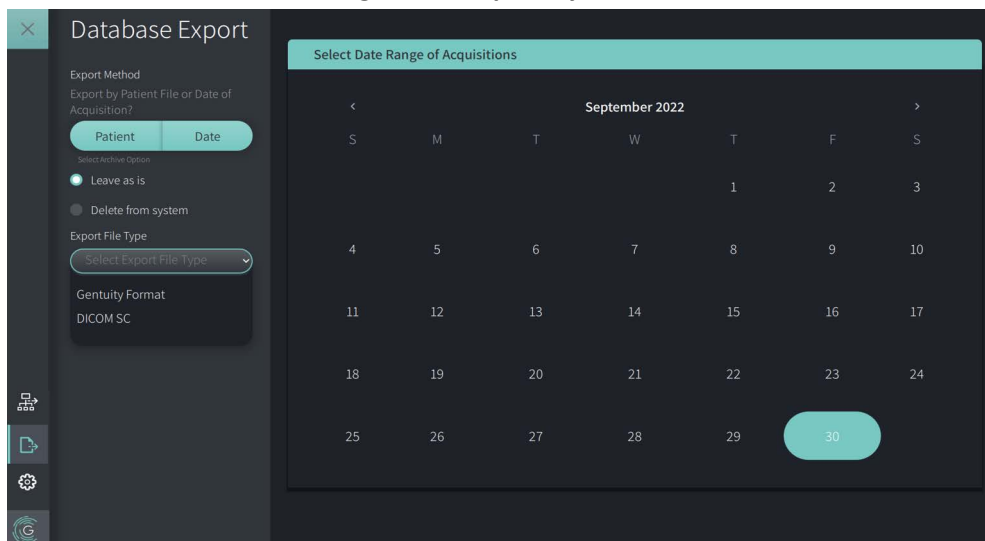 Database Export
Export Method
Export by Patient File or Date of
Acquisition?
Patient Date
Select Archive Option
Leave as is
Delete from system
Export File Type
Select Export File Type
Gentuity Format
DICOM SC
G
Select Date Range of Acquisitions
< September 2022 >
S M T W T F S
1 2 3
4 5 6 7 8 9 10
11 12 13 14 15 16 17
18 19 20 21 22 23 24
25 26 27 28 29 30